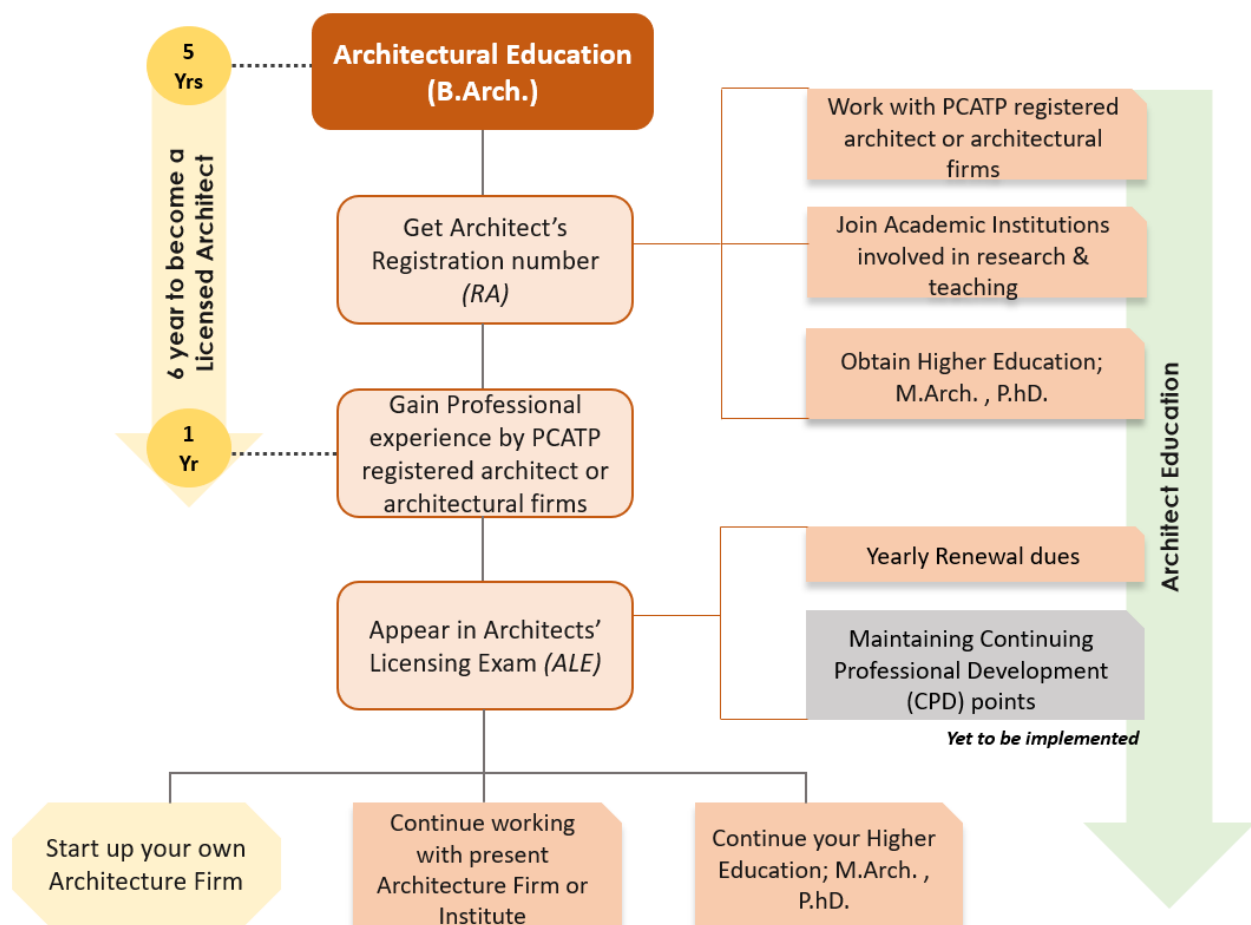 5
Yrs
Architectural Education
(B.Arch.)
6 year to become a
Licensed Architect
Get Architect's
Registration number
(RA)
Work with PCATP registered
architect or architectural
firms
Join Academic Institutions
involved in research &
teaching
Obtain Higher Education;
M.Arch. , P.hD.
1
Yr
Gain Professional
experience by PCATP
registered architect or
architectural firms
Architect Education
Appear in Architects'
Licensing Exam (ALE)
Yearly Renewal dues
Maintaining Continuing
Professional Development
(CPD) points
Yet to be implemented
Start up your own
Architecture Firm
Continue working
with present
Architecture Firm or
Institute
Continue your Higher
Education; M.Arch. ,
P.hD.